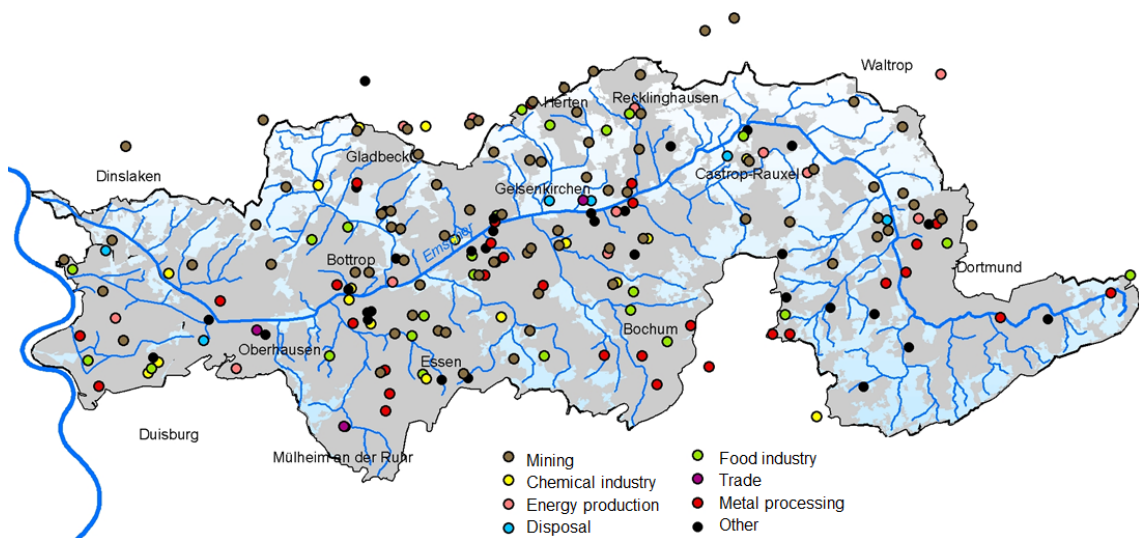 Waltrop
Herten
Recklinghausen
Gladbeck
Dinslaken
Castrop-Rauxel
Gelsenkirchen
Emscher
Bottrop
Dortmund
Bochum
Oberhausen
Essen
Duisburg
Mülheim an der Ruhr
Mining
Chemical industry
Energy production
Disposal
Food industry
Trade
Metal processing
Other